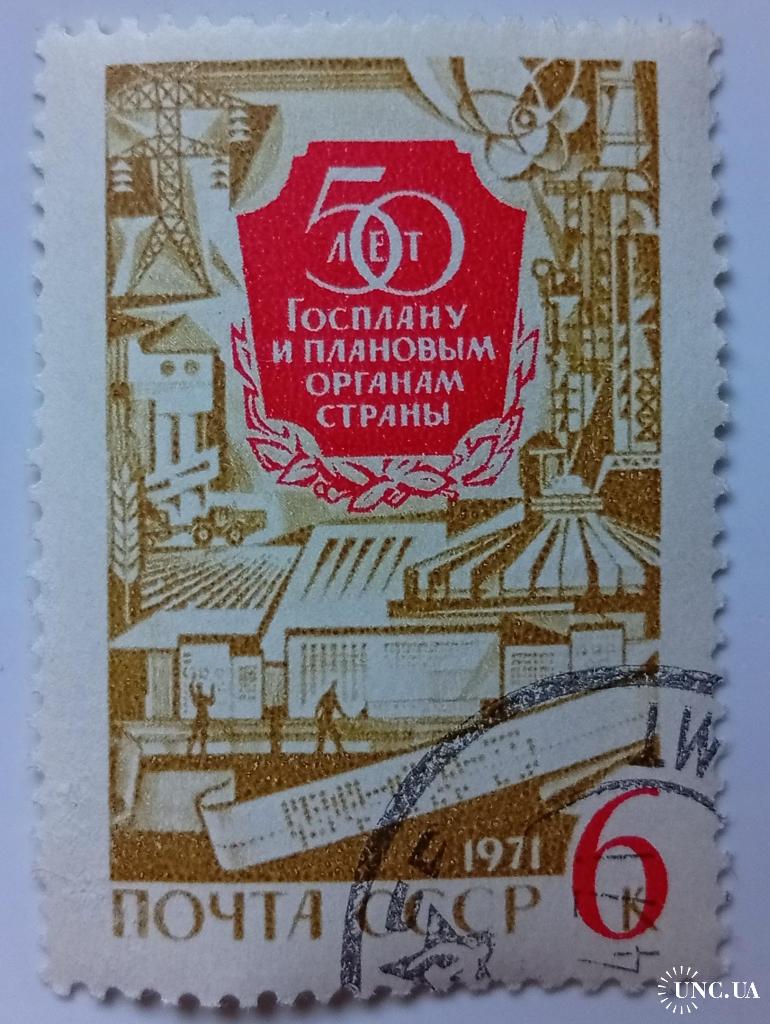 50
ЛЕТ
ГОСПЛАНУ
И ПЛАНОВЫМ
ОРГАНАМ
СТРАНЫ
1971
ПОЧТА СССР 6 К
UNC.UA